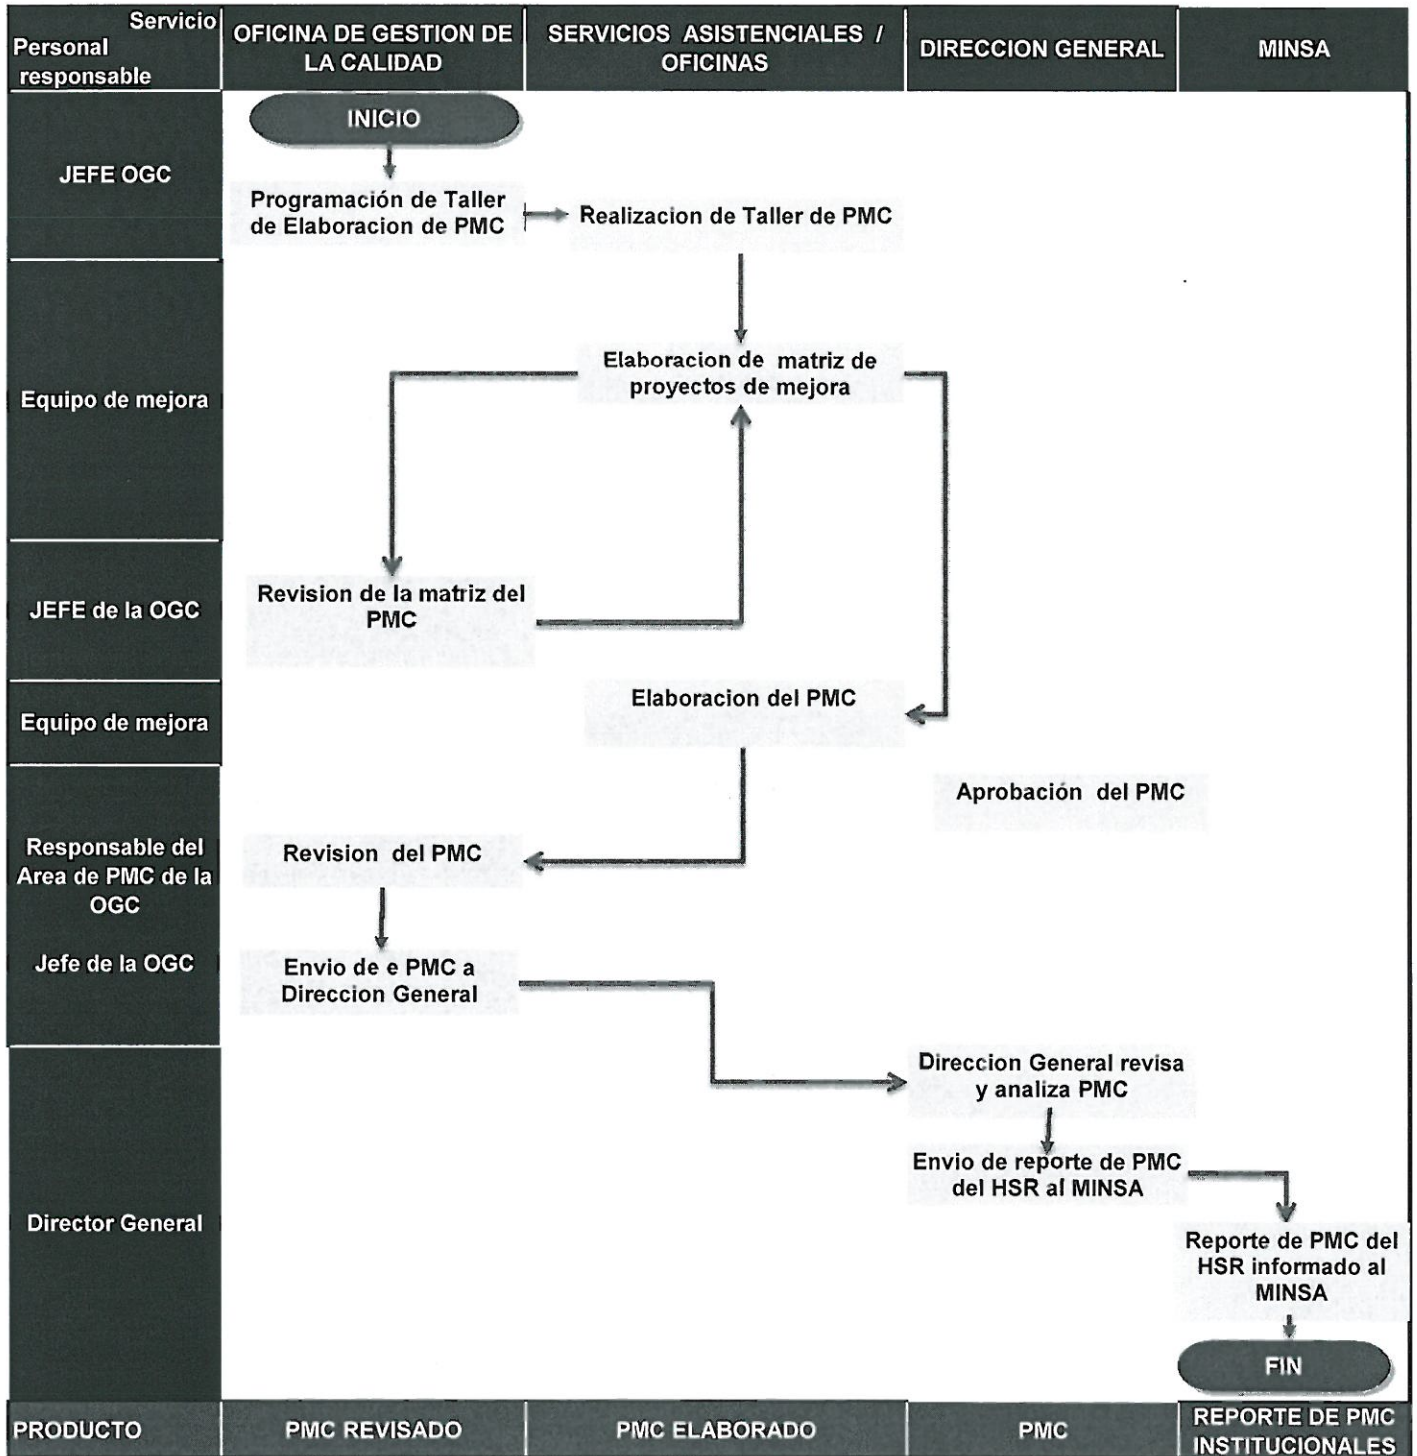 Servicio
Personal
responsable
OFICINA DE GESTION DE
LA CALIDAD
SERVICIOS ASISTENCIALES /
OFICINAS
DIRECCION GENERAL
MINSA
INICIO
JEFE OGC
Programación de Taller
de Elaboracion de PMC
Realizacion de Taller de PMC
Equipo de mejora
Elaboracion de matriz de
proyectos de mejora
JEFE de la OGC
Revision de la matriz del
PMC
Equipo de mejora
Elaboracion del PMC
Aprobación del PMC
Responsable del
Area de PMC de la
OGC
Revision del PMC
Jefe de la OGC
Envio de e PMC a
Direccion General
Direccion General revisa
y analiza PMC
Envio de reporte de PMC
del HSR al MINSA
Director General
Reporte de PMC del
HSR informado al
MINSA
FIN
PRODUCTO
PMC REVISADO
PMC ELABORADO
PMC
REPORTE DE PMC
INSTITUCIONALES